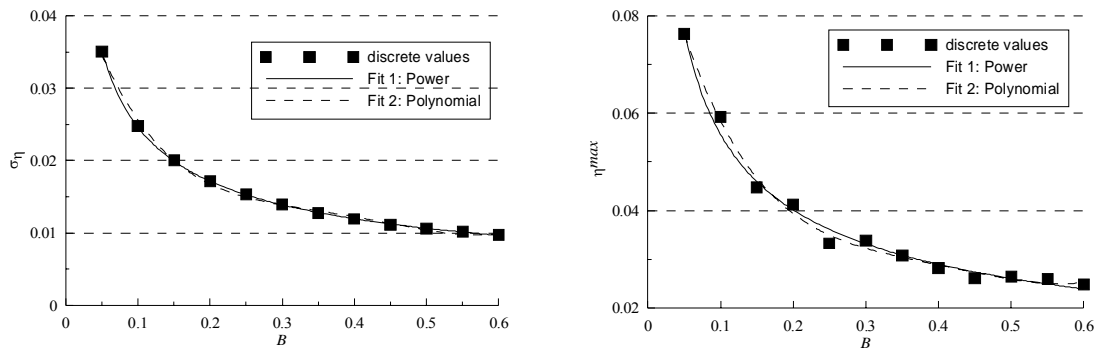 0.04
0.03
0.02
0.01
0
ση
0
0.1
0.2
0.3
0.4
0.5
0.6
B
discrete values
Fit 1: Power
Fit 2: Polynomial
0.08
0.06
0.04
0.02
ηmax
0
0.1
0.2
0.3
0.4
0.5
0.6
B
discrete values
Fit 1: Power
Fit 2: Polynomial